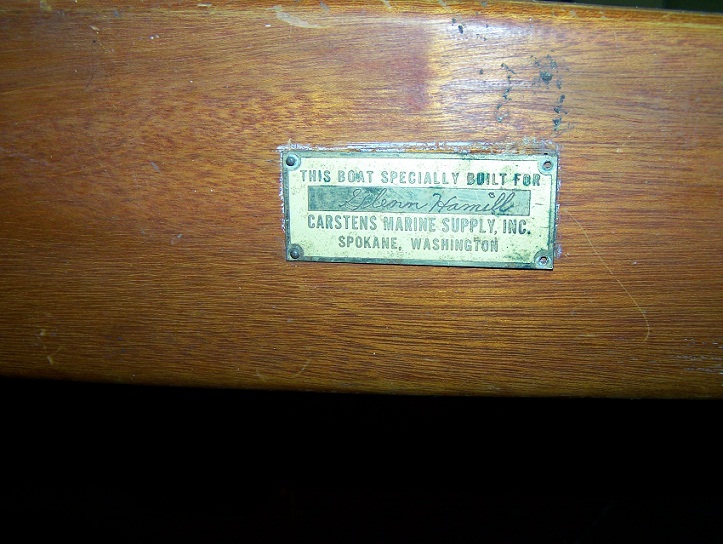 THIS BOAT SPECIALLY BUILT FOR
Glenn Hamill
CARSTENS MARINE SUPPLY, INC.
SPOKANE, WASHINGTON